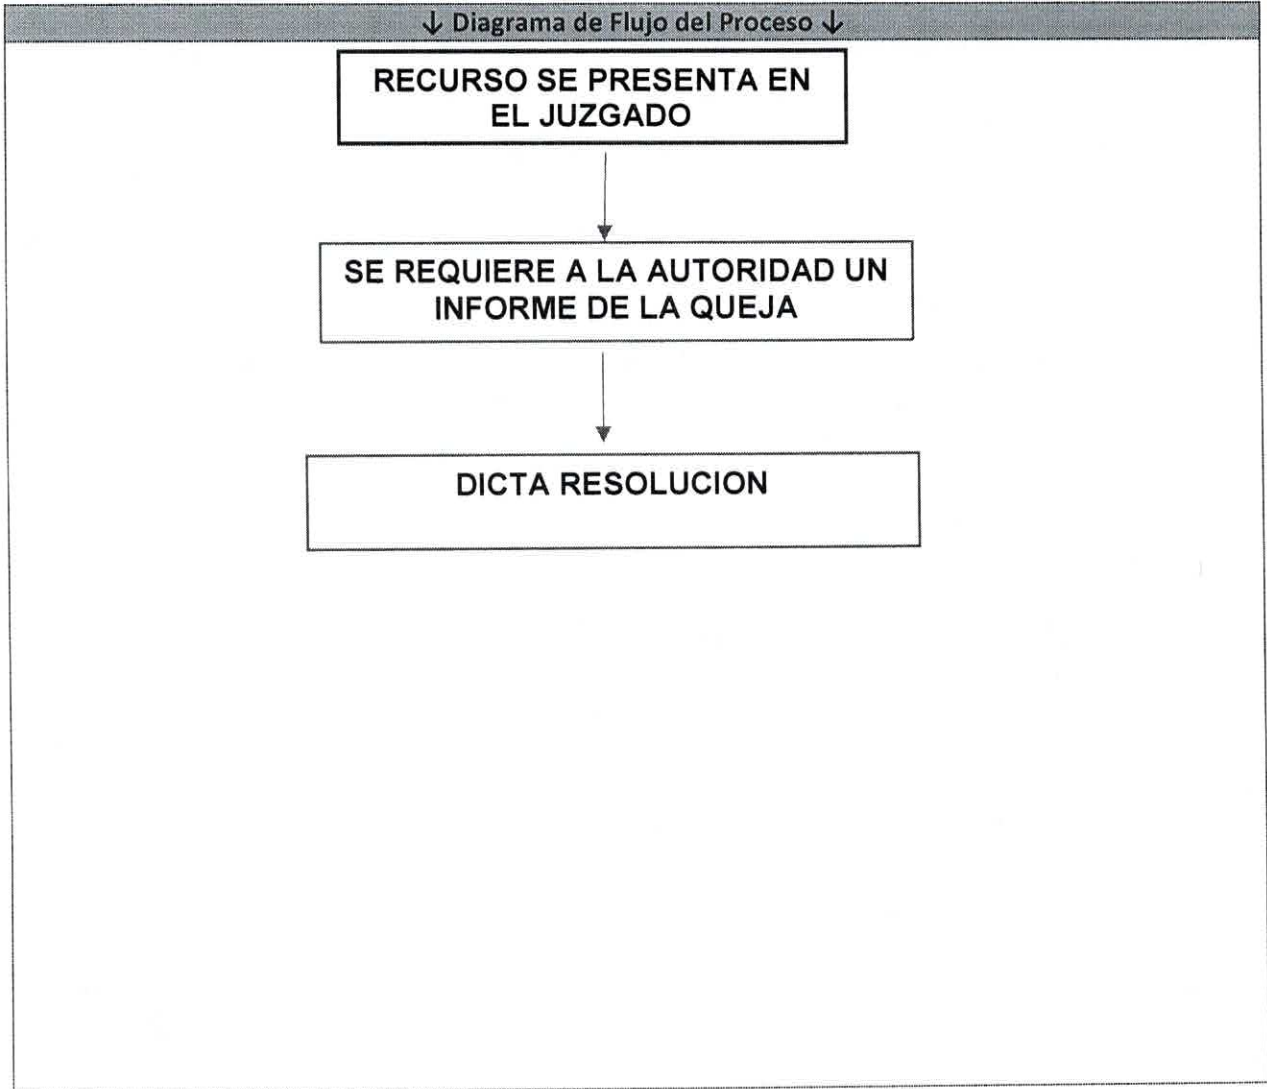 ↓ Diagrama de Flujo del Proceso ↓
RECURSO SE PRESENTA EN
EL JUZGADO
SE REQUIERE A LA AUTORIDAD UN
INFORME DE LA QUEJA
DICTA RESOLUCION